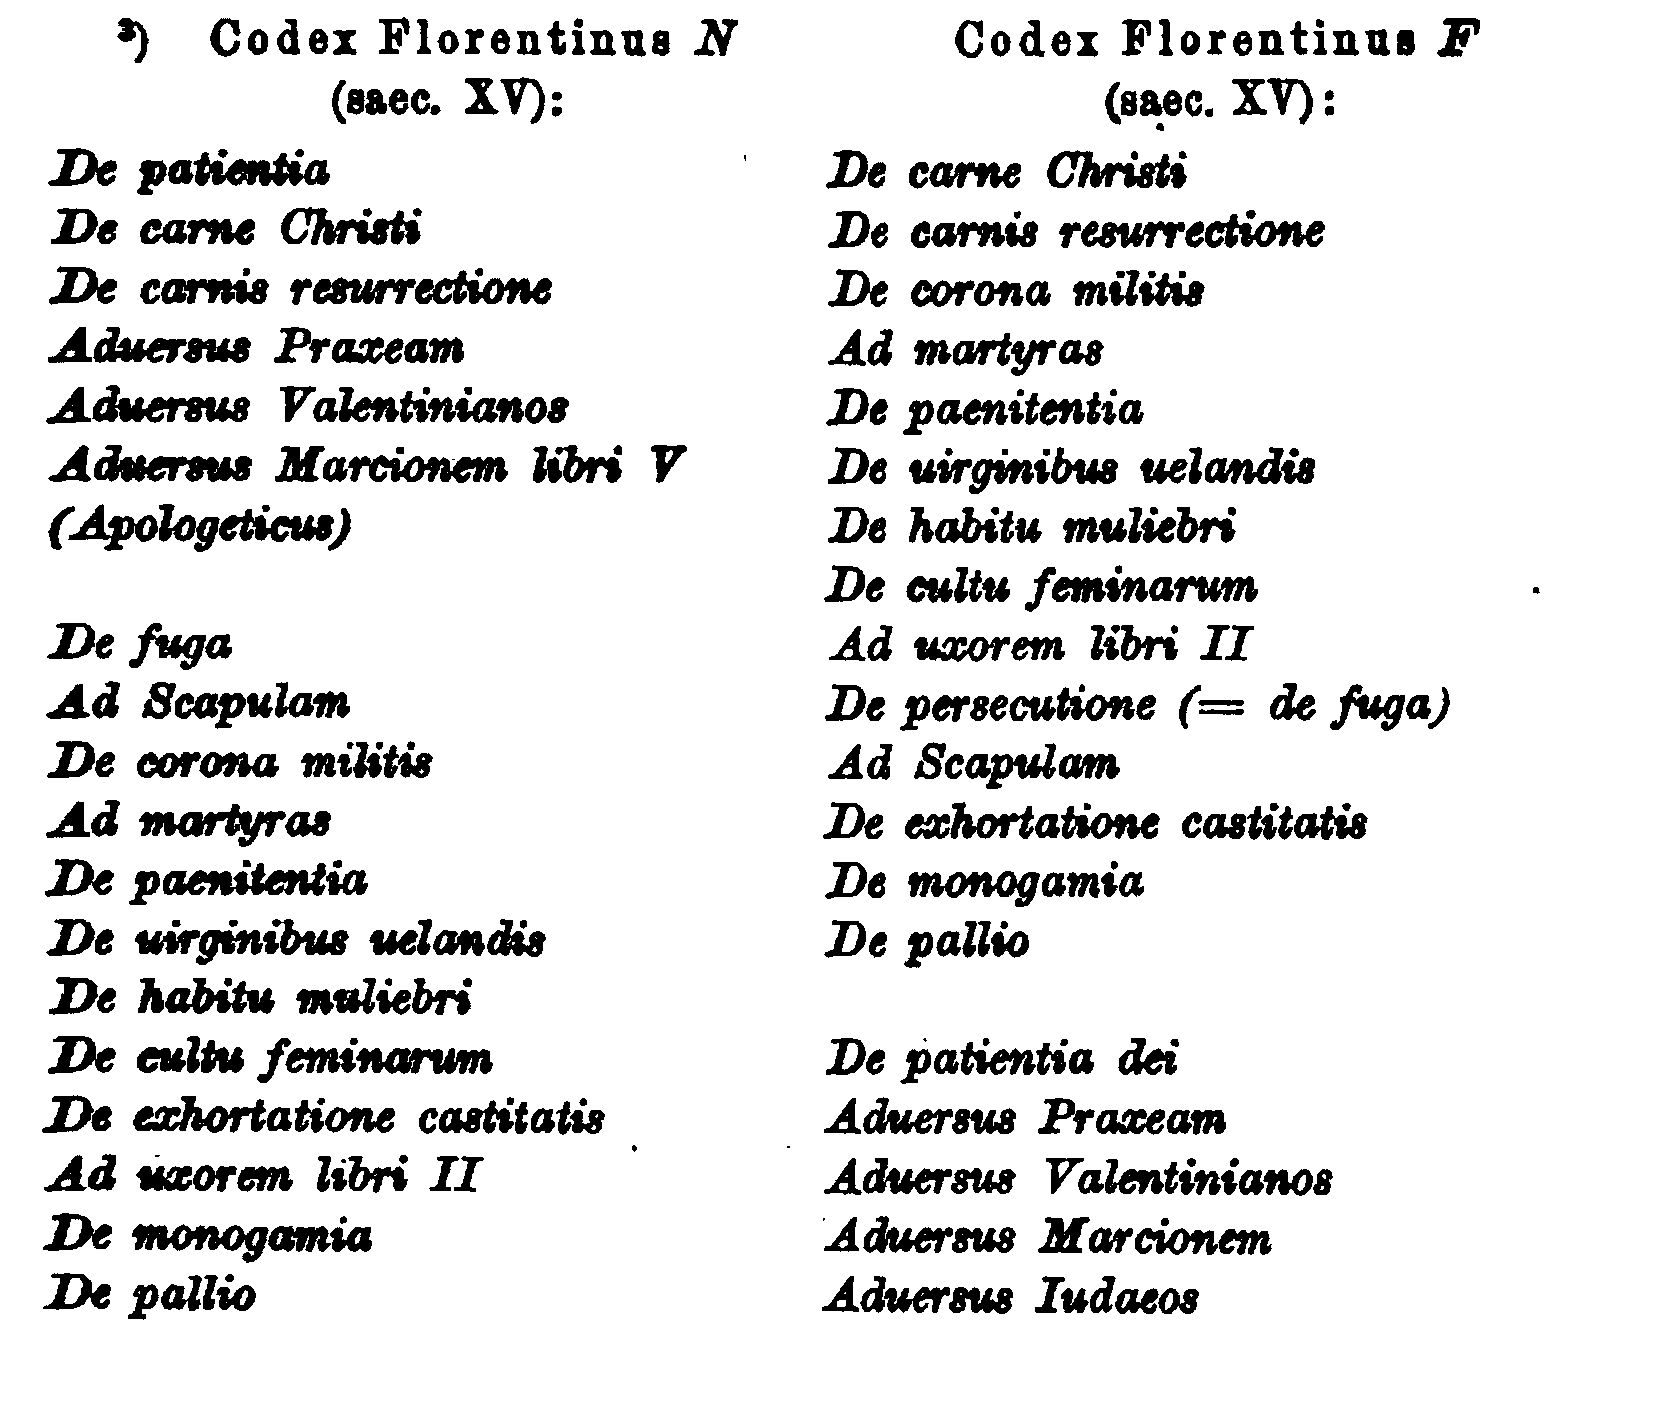 ³) Codex Florentinus N
(saec. XV):
De patientia
De carne Christi
De carnis resurrectione
Aduersus Praxeam
Aduersus Valentinianos
Aduersus Marcionem libri V
(Apologeticus)
De fuga
Ad Scapulam
De corona militis
Ad martyras
De paenitentia
De uirginibus uelandis
De habitu muliebri
De cultu feminarum
De exhortatione castitatis
Ad uxorem libri II
De monogamia
De pallio
Codex Florentinus F
(saec. XV):
De carne Christi
De carnis resurrectione
De corona militis
Ad martyras
De paenitentia
De uirginibus uelandis
De habitu muliebri
De cultu feminarum
Ad uxorem libri II
De persecutione (= de fuga)
Ad Scapulam
De exhortatione castitatis
De monogamia
De pallio
De patientia dei
Aduersus Praxeam
Aduersus Valentinianos
Aduersus Marcionem
Aduersus Iudaeos